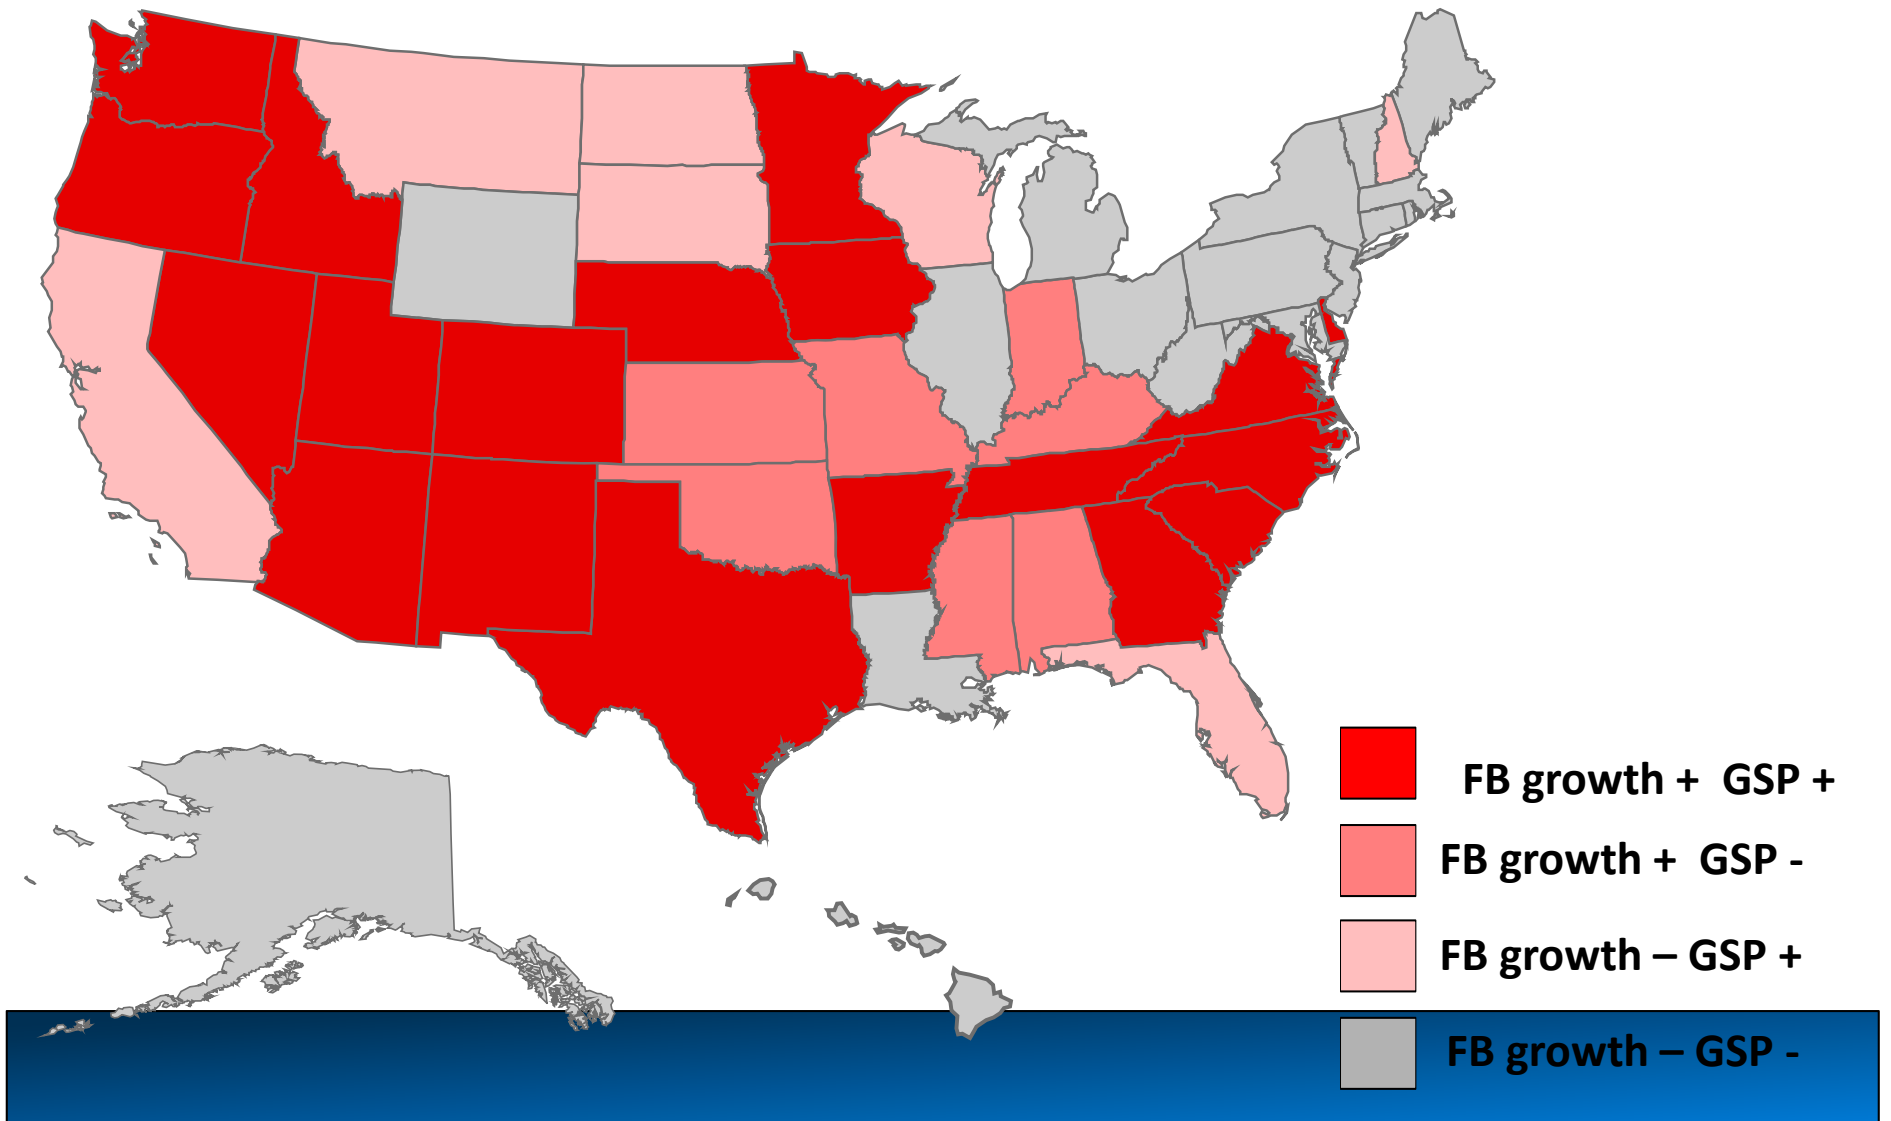 FB growth + GSP +
FB growth + GSP -
FB growth – GSP +
FB growth – GSP -